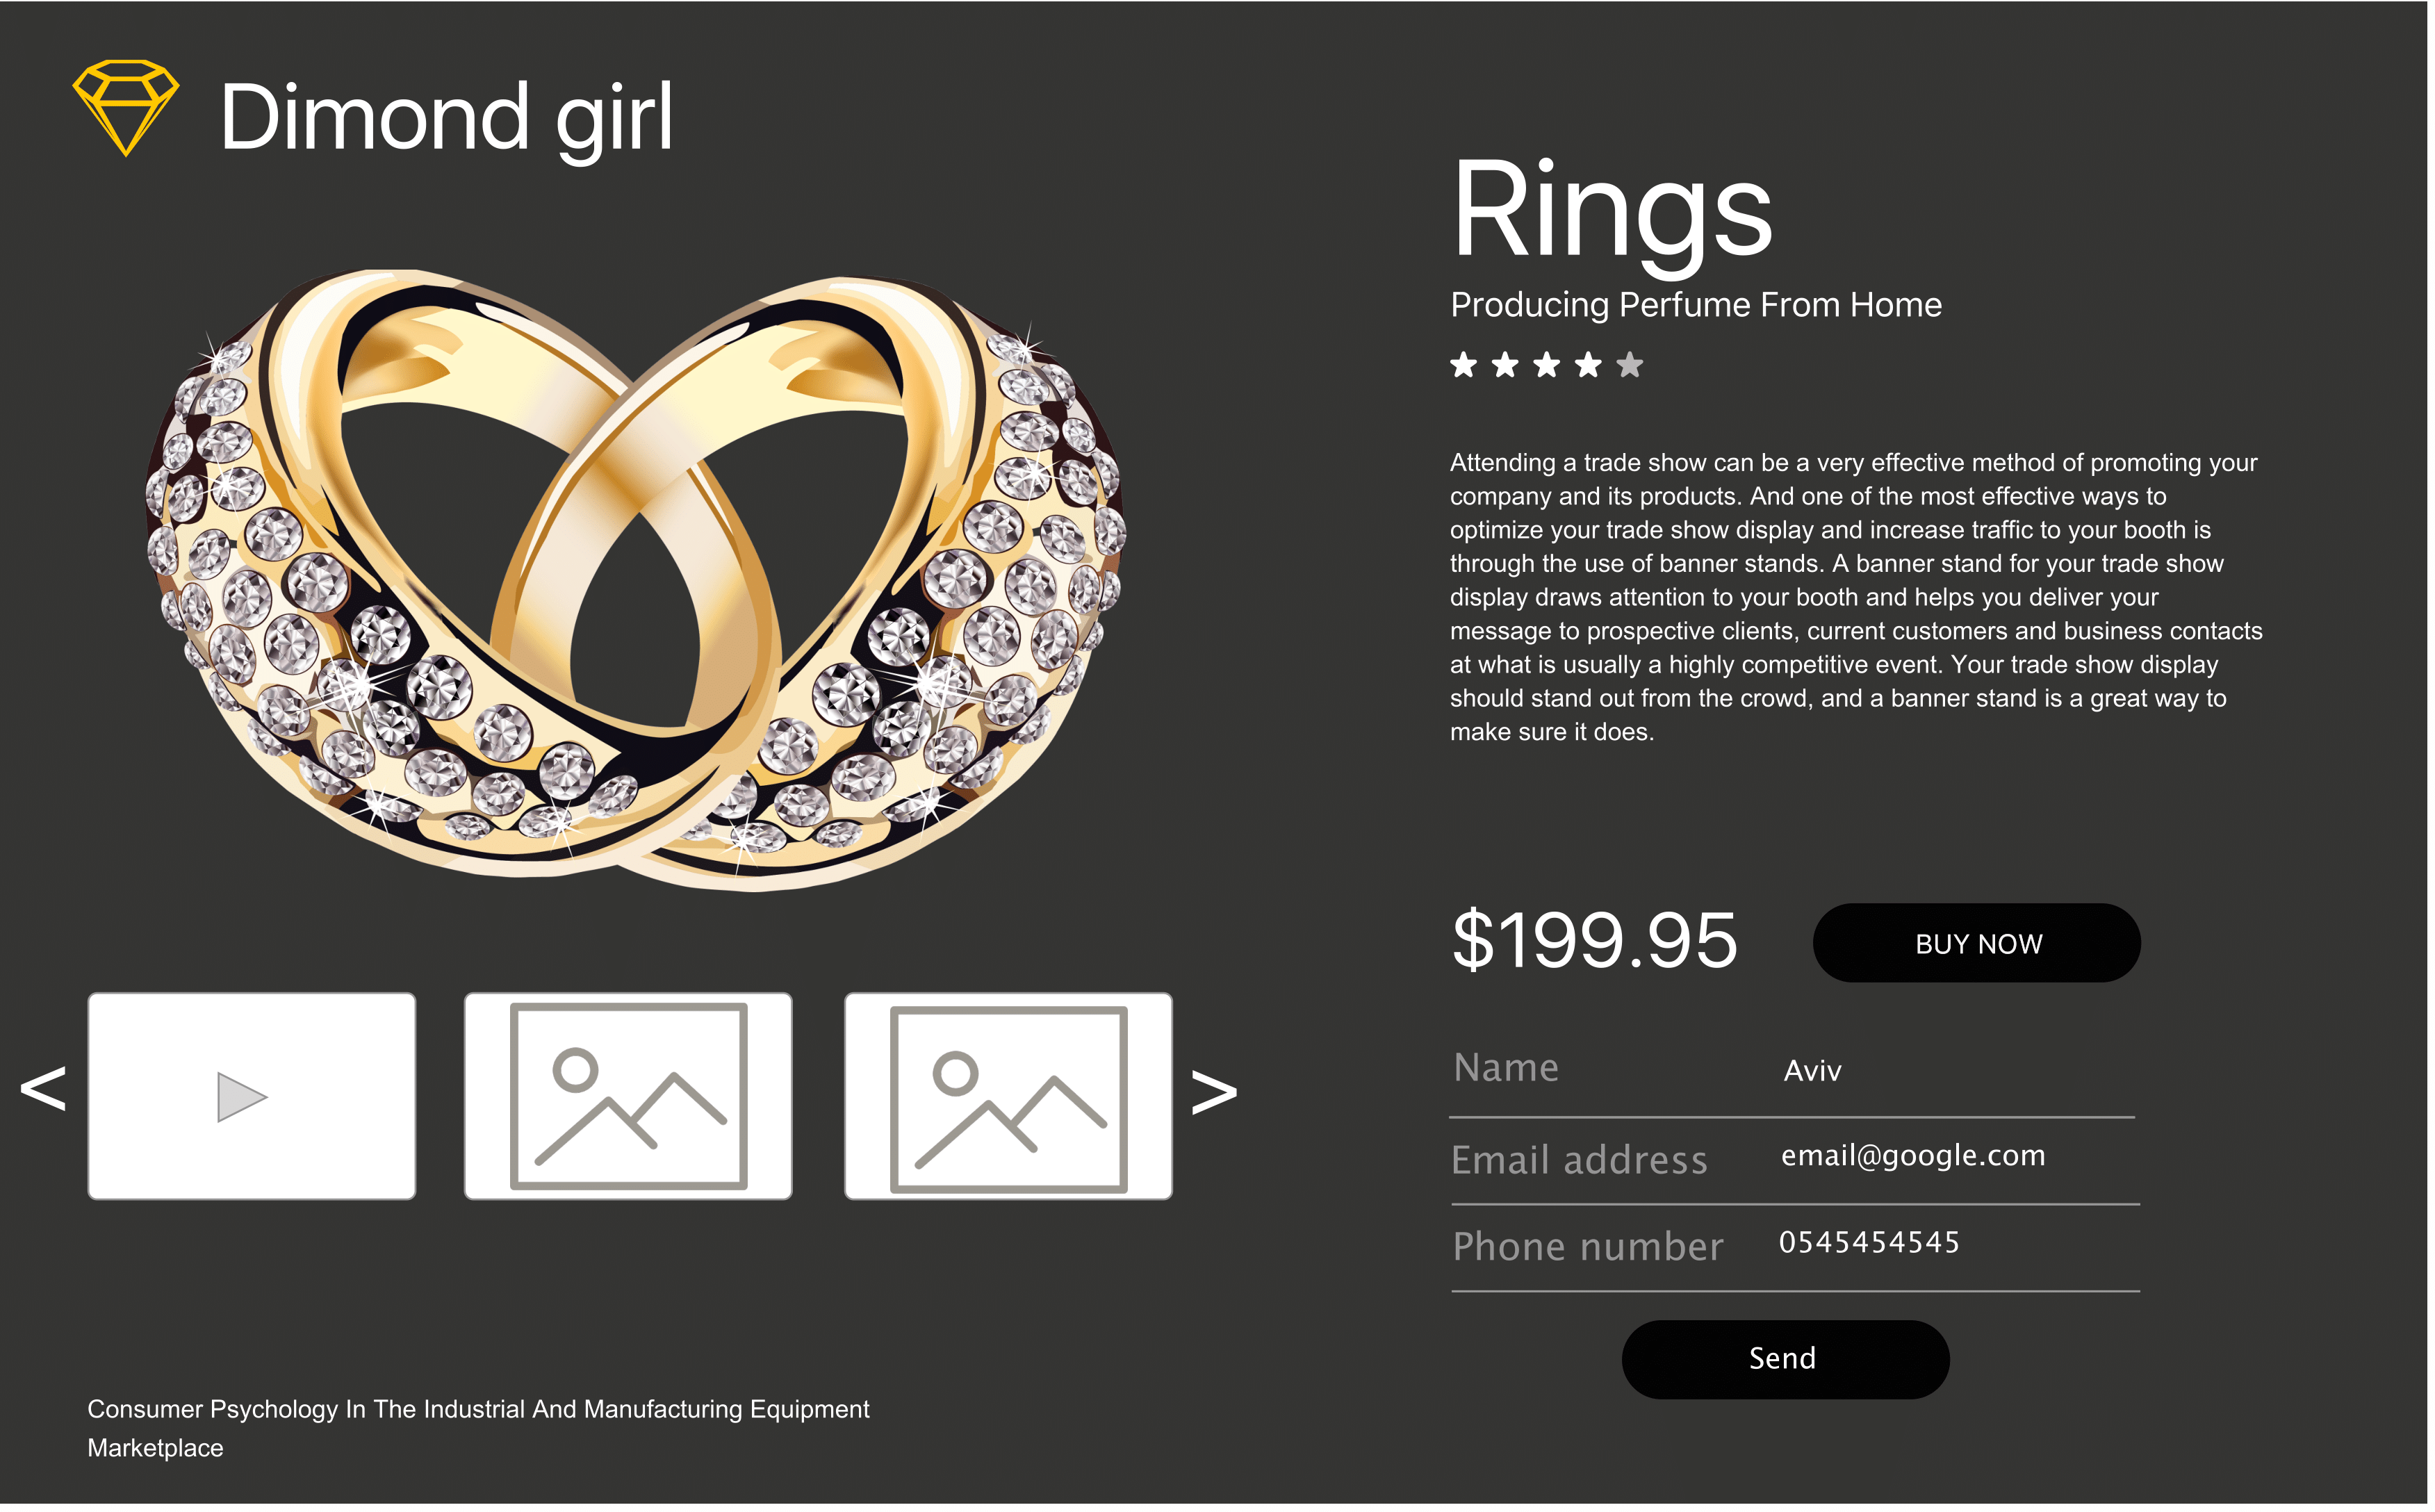 Dimond girl
Rings
Producing Perfume From Home
Attending a trade show can be a very effective method of promoting your
company and its products. And one of the most effective ways to
optimize your trade show display and increase traffic to your booth is
through the use of banner stands. A banner stand for your trade show
display draws attention to your booth and helps you deliver your
message to prospective clients, current customers and business contacts
at what is usually a highly competitive event. Your trade show display
should stand out from the crowd, and a banner stand is a great way to
make sure it does.
$199.95 BUY NOW
< >
Name Aviv
Email address email@google.com
Phone number 0545454545
Send
Consumer Psychology In The Industrial And Manufacturing Equipment
Marketplace